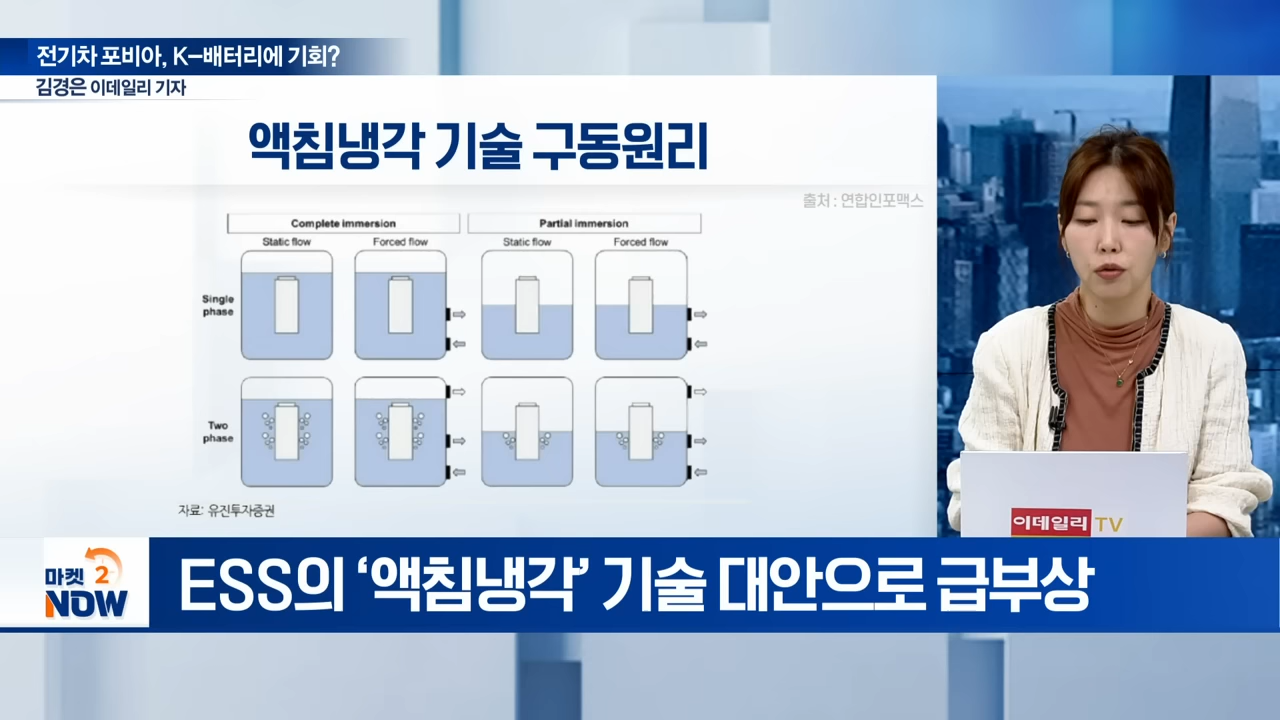 전기차 포비아, K-배터리에 기회?
김경은 이데일리 기자
액침냉각 기술 구동원리
출처 : 연합인포맥스
Complete immersion
Partial immersion
Static flow
Forced flow
Static flow
Forced flow
Single
phase
Two
phase
자료: 유진투자증권
이데일리 TV
마켓 2
NOW
ESS의 ‘액침냉각’ 기술 대안으로 급부상